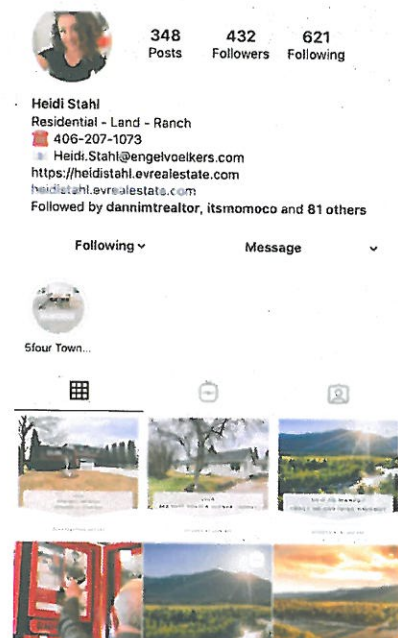 348 432 621
Posts Followers Following
Heidi Stahl
Residential - Land - Ranch
406-207-1073
Heidi.Stahl@engelvoelkers.com
https://heidistahl.evrealestate.com
heidistahl.evrealestate.com
Followed by dannimtrealtor, itsmomoco and 81 others
Following Message
5four Town...